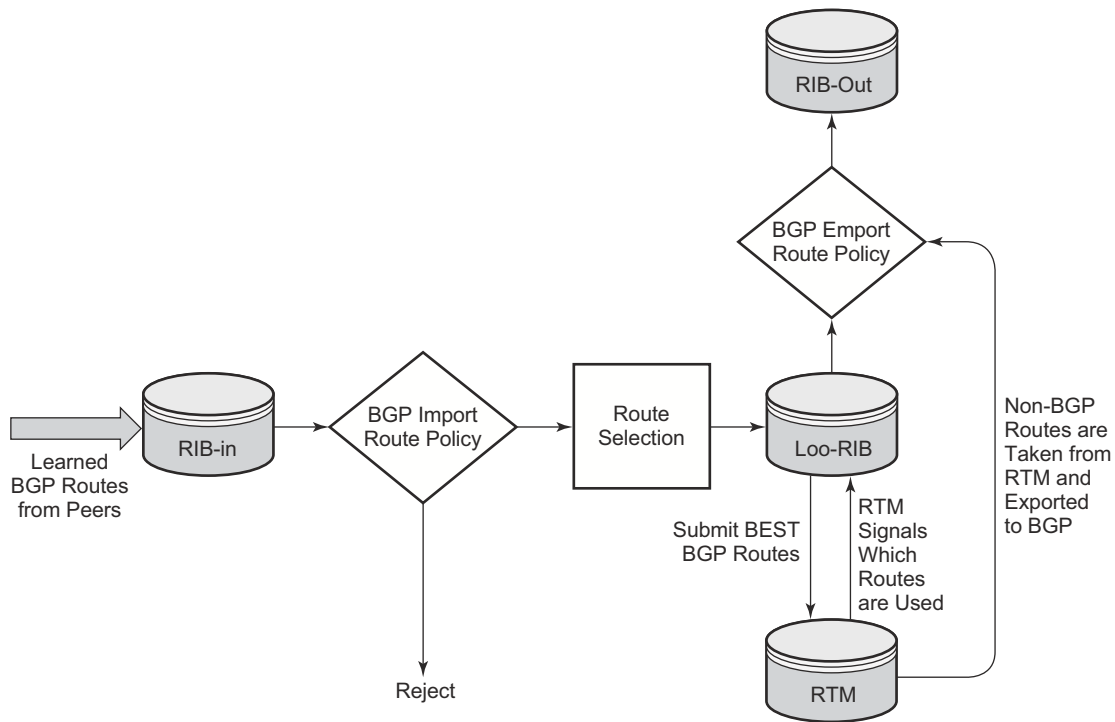 RIB-Out
BGP Emport
Route Policy
Learned
BGP Routes
from Peers
RIB-in
BGP Import
Route Policy
Reject
Route
Selection
Loo-RIB
Submit BEST
BGP Routes
RTM
Signals
Which
Routes
are Used
RTM
Non-BGP
Routes are
Taken from
RTM and
Exported
to BGP